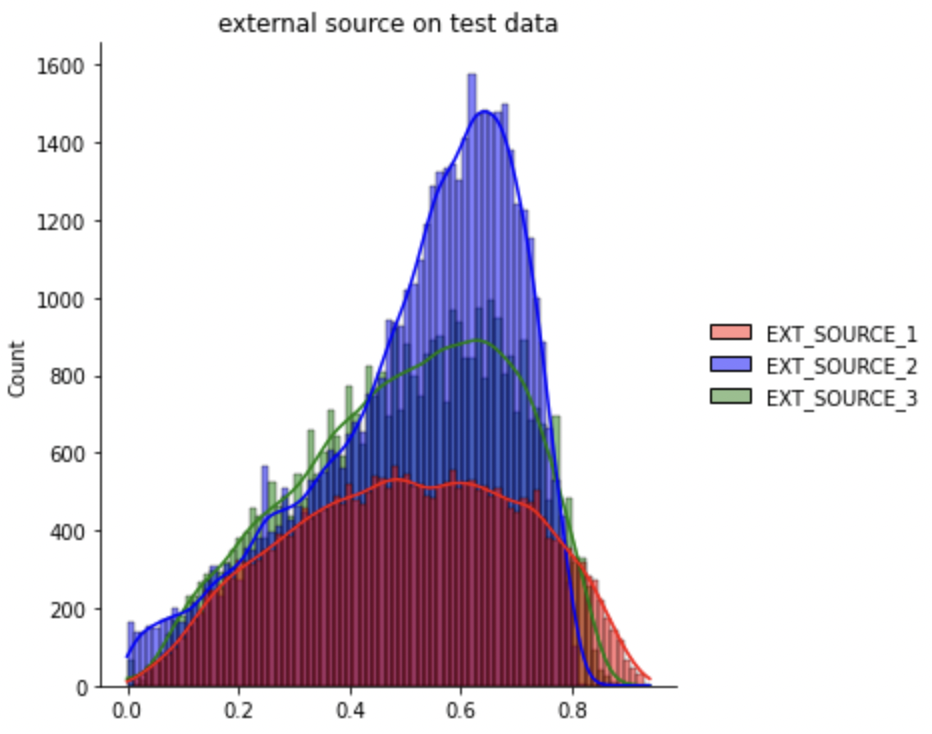 external source on test data
1600
1400
1200
1000
800
600
400
200
0
Count
0.0 0.2 0.4 0.6 0.8
EXT_SOURCE_1
EXT_SOURCE_2
EXT_SOURCE_3